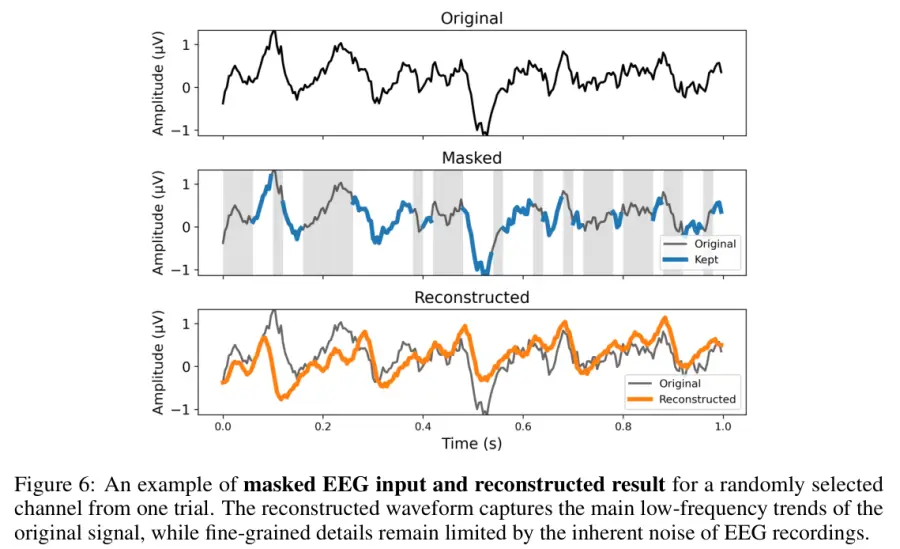 Original
Amplitude (μV)
1
0
−1
Masked
Amplitude (μV)
1
0
−1
Original
Kept
Reconstructed
Amplitude (μV)
1
0
−1
Original
Reconstructed
0.0 0.2 0.4 0.6 0.8 1.0
Time (s)
Figure 6: An example of masked EEG input and reconstructed result for a randomly selected
channel from one trial. The reconstructed waveform captures the main low-frequency trends of the
original signal, while fine-grained details remain limited by the inherent noise of EEG recordings.